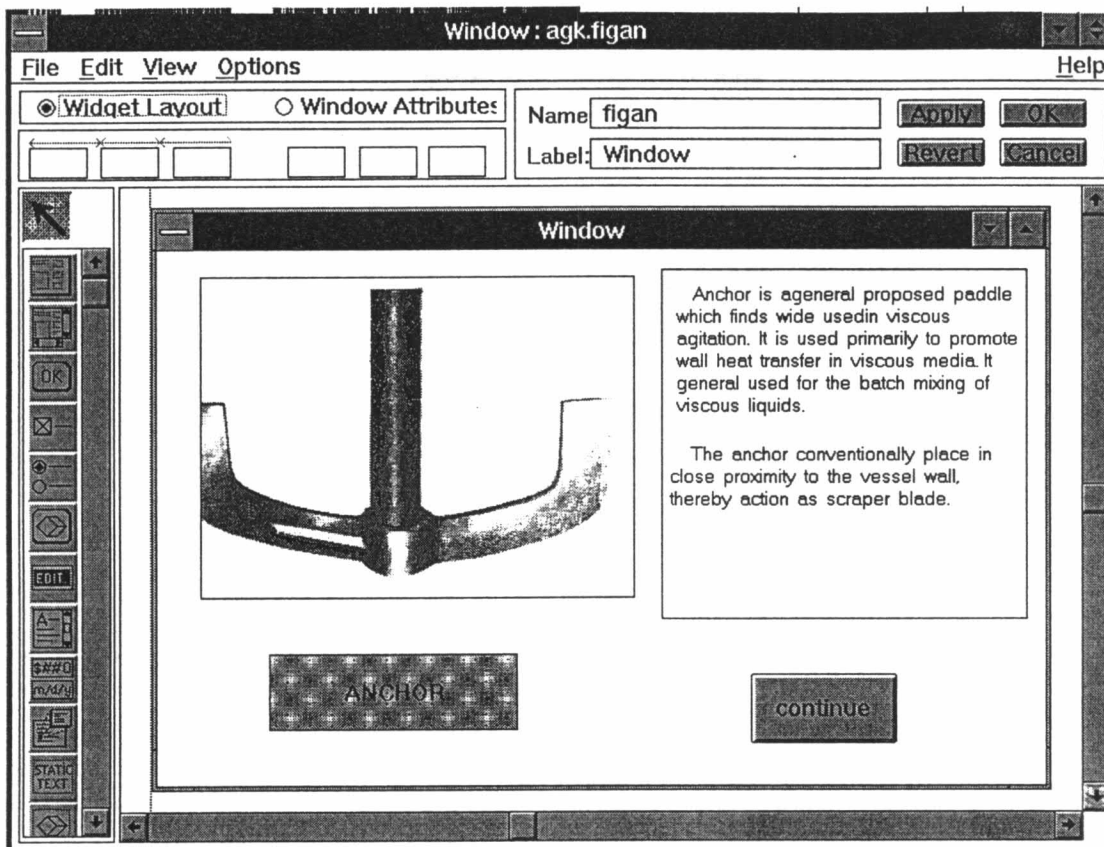 Window : agk.figan
File Edit View Options Help
Widget Layout Window Attributes
Name figan Apply OK
Label: Window Revert Cancel
Window
Anchor is ageneral proposed paddle
which finds wide usedin viscous
agitation. It is used primarily to promote
wall heat transfer in viscous media. It
general used for the batch mixing of
viscous liquids.
The anchor conventionally place in
close proximity to the vessel wall,
thereby action as scraper blade.
OK
EDIT
A
$##0
m/d/y
STATIC
TEXT
ANCHOR
continue